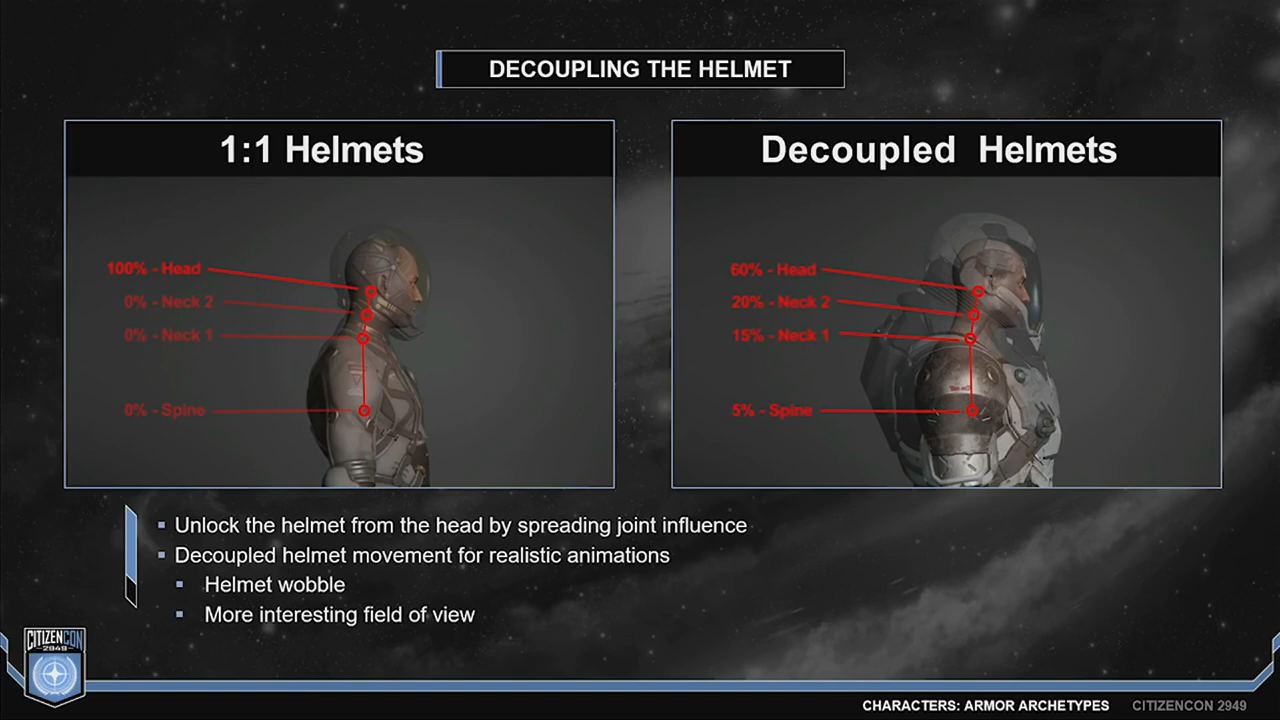 DECOUPLING THE HELMET
1:1 Helmets
100% - Head
0% - Neck 2
0% - Neck 1
0% - Spine
Decoupled Helmets
60% - Head
20% - Neck 2
15% - Neck 1
5% - Spine
Unlock the helmet from the head by spreading joint influence
Decoupled helmet movement for realistic animations
Helmet wobble
More interesting field of view
CITIZENCON
2949
CHARACTERS: ARMOR ARCHETYPES CITIZENCON 2949